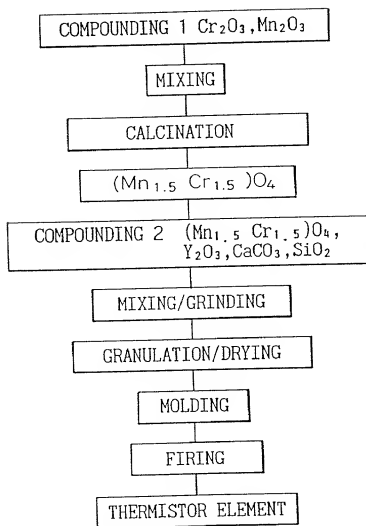 COMPOUNDING 1 Cr₂O₃,Mn₂O₃
MIXING
CALCINATION
(Mn₁.₅ Cr₁.₅ )O₄
COMPOUNDING 2 (Mn₁.₅ Cr₁.₅)O₄,
Y₂O₃,CaCO₃,SiO₂
MIXING/GRINDING
GRANULATION/DRYING
MOLDING
FIRING
THERMISTOR ELEMENT